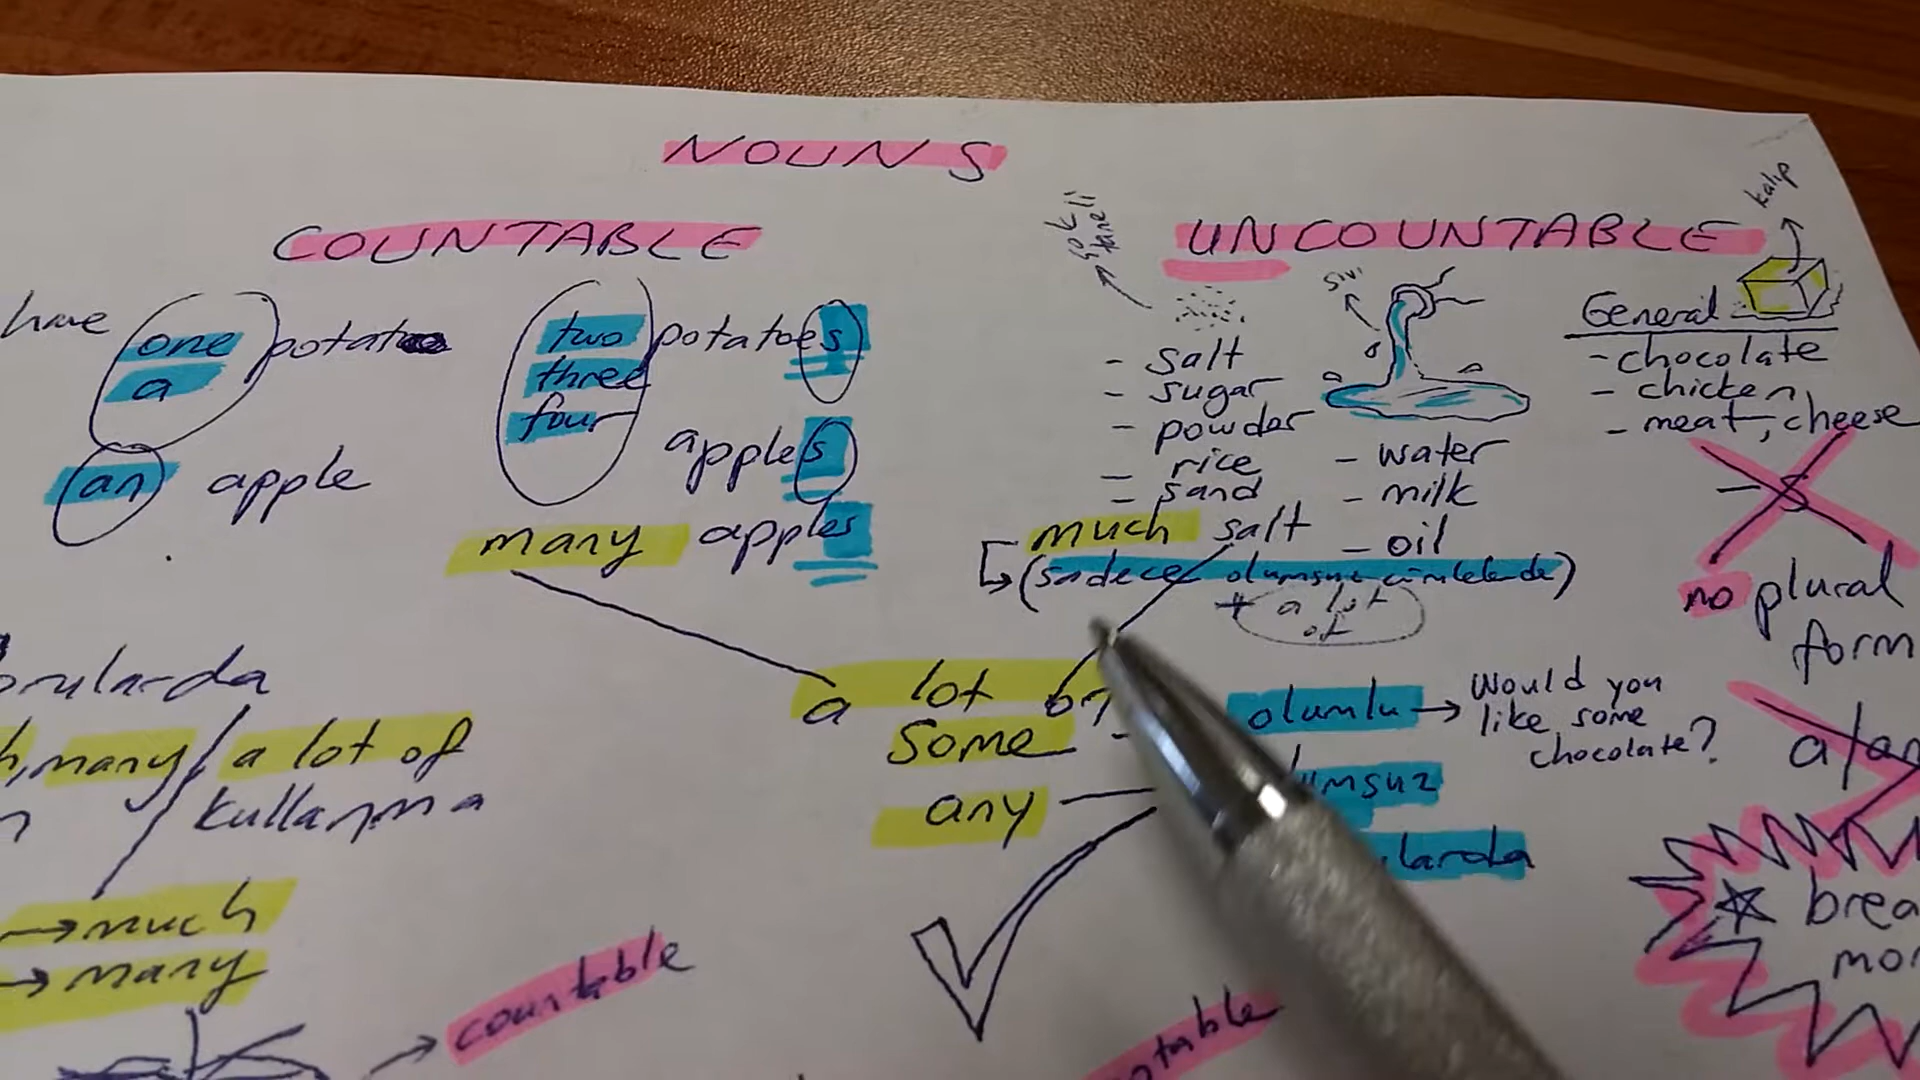 NOUNS
COUNTABLE
have
one
a
potato
an apple
two
three
four
potatoes
apples
many apples
UNCOUNTABLE
çok
taneli
- salt
- sugar
- powder
- rice
- sand
sıvı
- water
- milk
- oil
kalıp
General
- chocolate
- chicken
- meat, cheese
- s
no plural
form
much salt
(sadece olumsuz cümlelerde)
+ a lot
of
a lot of
Some
any
olumlu → Would you
like some
chocolate?
many / a lot of
kullanma
→ much
→ many
→ countable